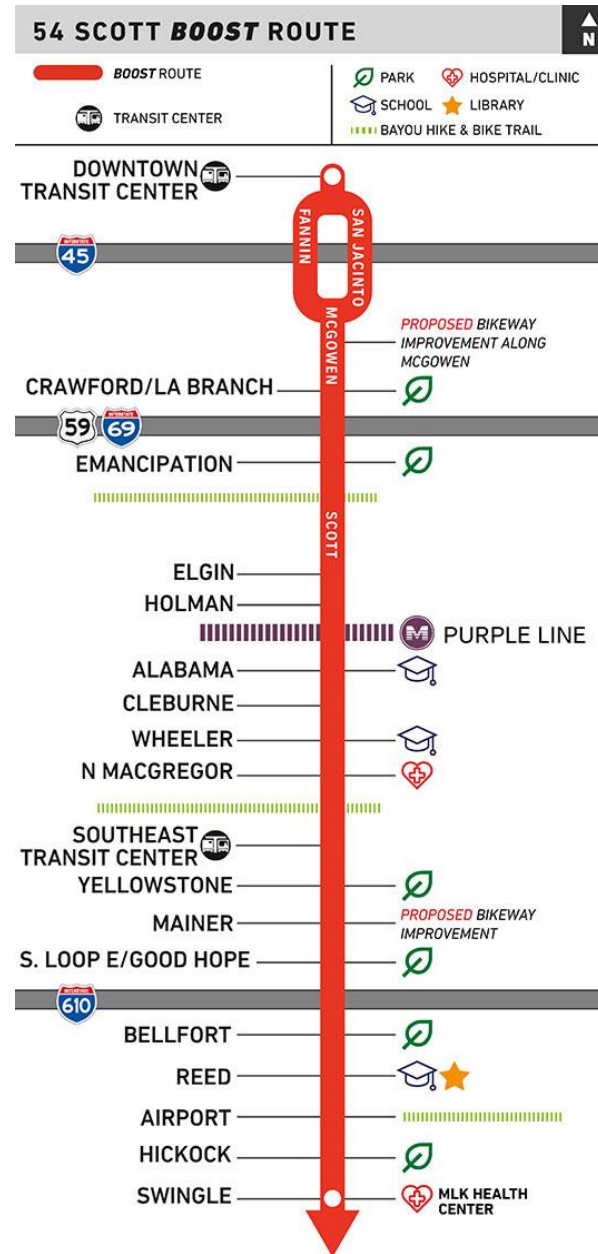 54 SCOTT BOOST ROUTE
N
BOOST ROUTE
TRANSIT CENTER
PARK
HOSPITAL/CLINIC
SCHOOL
LIBRARY
BAYOU HIKE & BIKE TRAIL
DOWNTOWN
TRANSIT CENTER
FANNIN
SAN JACINTO
INTERSTATE
45
MCGOWEN
PROPOSED BIKEWAY
IMPROVEMENT ALONG
MCGOWEN
CRAWFORD/LA BRANCH
59
INTERSTATE
69
EMANCIPATION
SCOTT
ELGIN
HOLMAN
M PURPLE LINE
ALABAMA
CLEBURNE
WHEELER
N MACGREGOR
SOUTHEAST
TRANSIT CENTER
YELLOWSTONE
MAINER
PROPOSED BIKEWAY
IMPROVEMENT
S. LOOP E/GOOD HOPE
INTERSTATE
610
BELLFORT
REED
AIRPORT
HICKOCK
SWINGLE
MLK HEALTH
CENTER